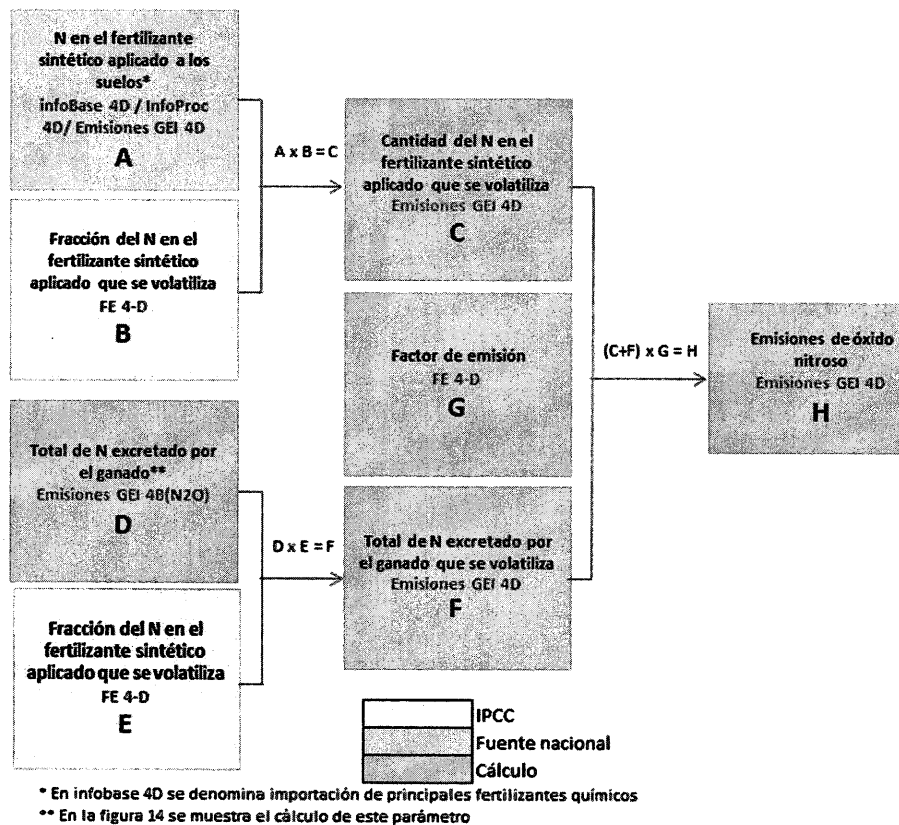 N en el fertilizante
sintético aplicado a los
suelos*
infoBase 4D / InfoProc
4D/ Emisiones GEI 4D
A
A x B = C
Fracción del N en el
fertilizante sintético
aplicado que se volatiliza
FE 4-D
B
Cantidad del N en el
fertilizante sintético
aplicado que se volatiliza
Emisiones GEI 4D
C
Factor de emisión
FE 4-D
G
(C+F) x G = H
Emisiones de óxido
nitroso
Emisiones GEI 4D
H
Total de N excretado por
el ganado**
Emisiones GEI 4B(N2O)
D
D x E = F
Fracción del N en el
fertilizante sintético
aplicado que se volatiliza
FE 4-D
E
Total de N excretado por
el ganado que se volatiliza
Emisiones GEI 4D
F
IPCC
Fuente nacional
Cálculo
* En infobase 4D se denomina importación de principales fertilizantes químicos
** En la figura 14 se muestra el cálculo de este parámetro